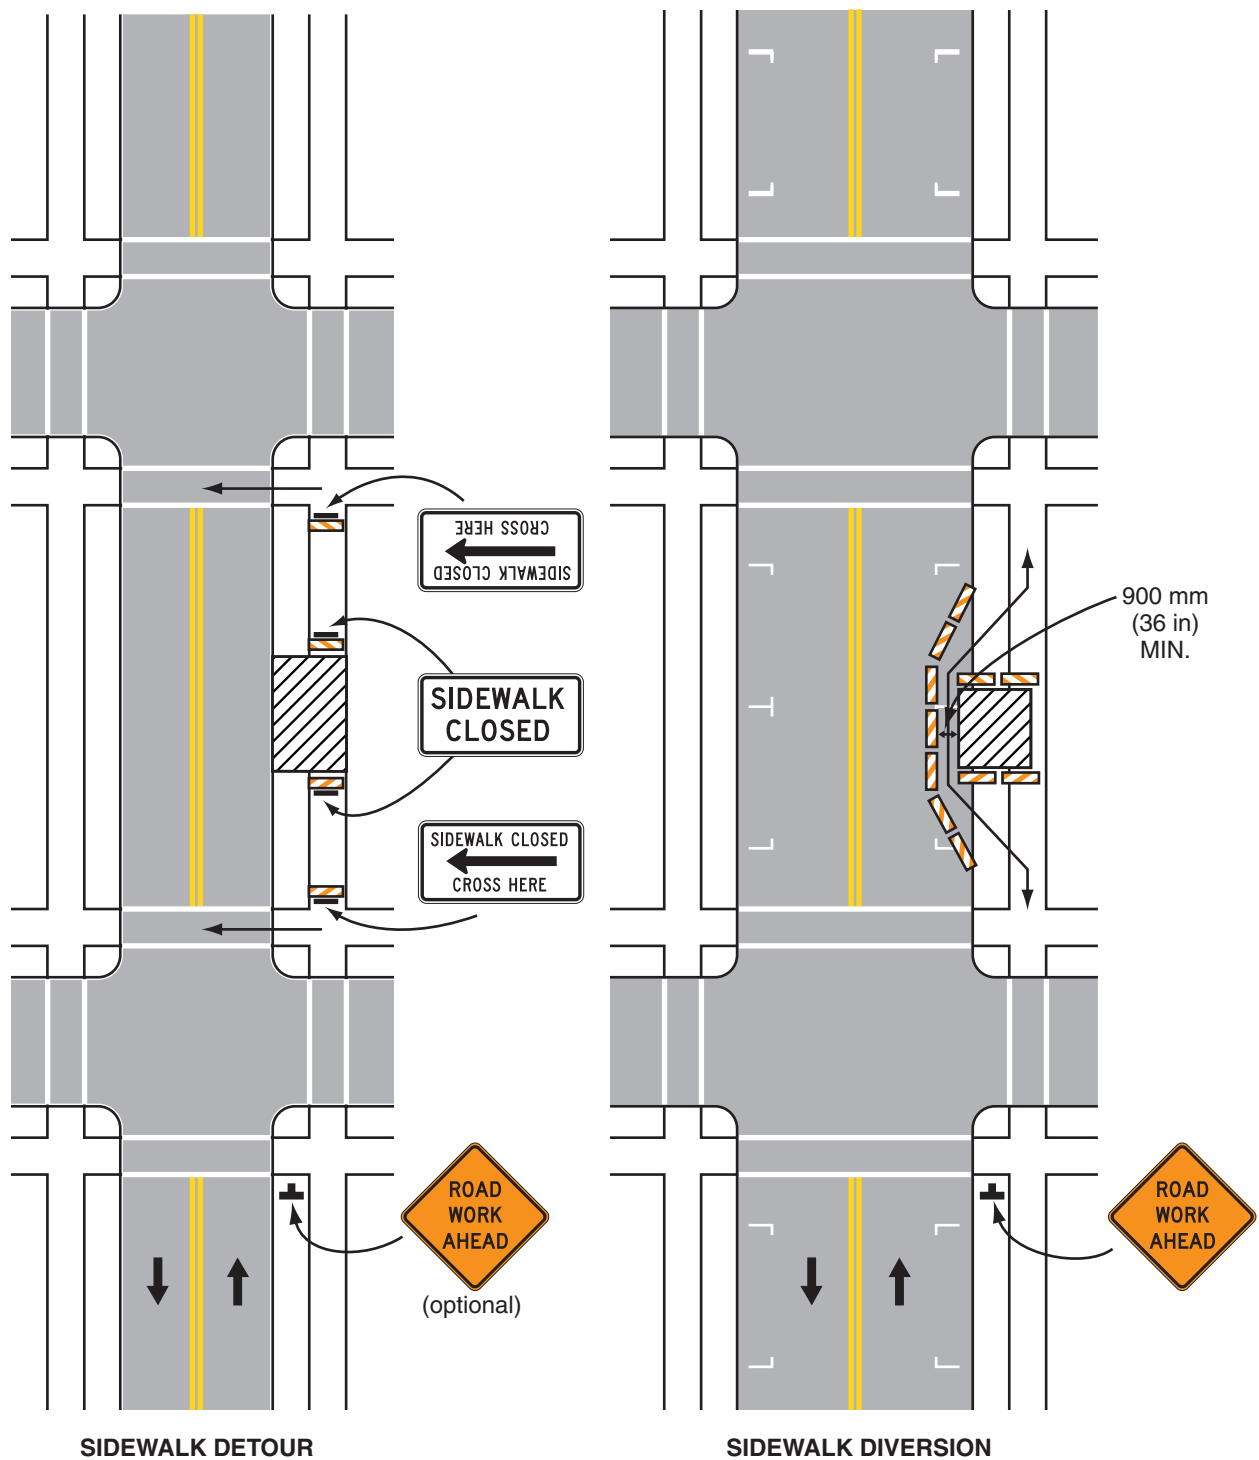 CROSS HERE
SIDEWALK CLOSED
SIDEWALK
CLOSED
SIDEWALK CLOSED
CROSS HERE
900 mm
(36 in)
MIN.
ROAD
WORK
AHEAD
(optional)
ROAD
WORK
AHEAD
SIDEWALK DETOUR
SIDEWALK DIVERSION